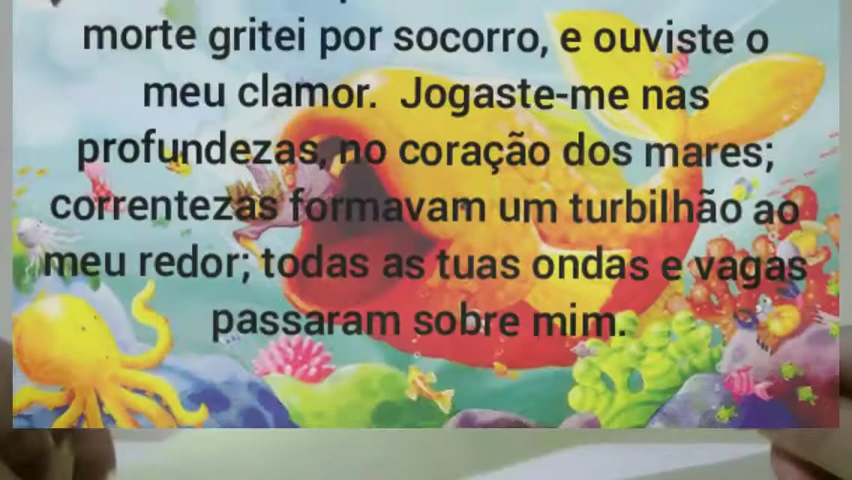 morte gritei por socorro, e ouviste o
meu clamor. Jogaste-me nas
profundezas, no coração dos mares;
correntezas formavam um turbilhão ao
meu redor; todas as tuas ondas e vagas
passaram sobre mim.